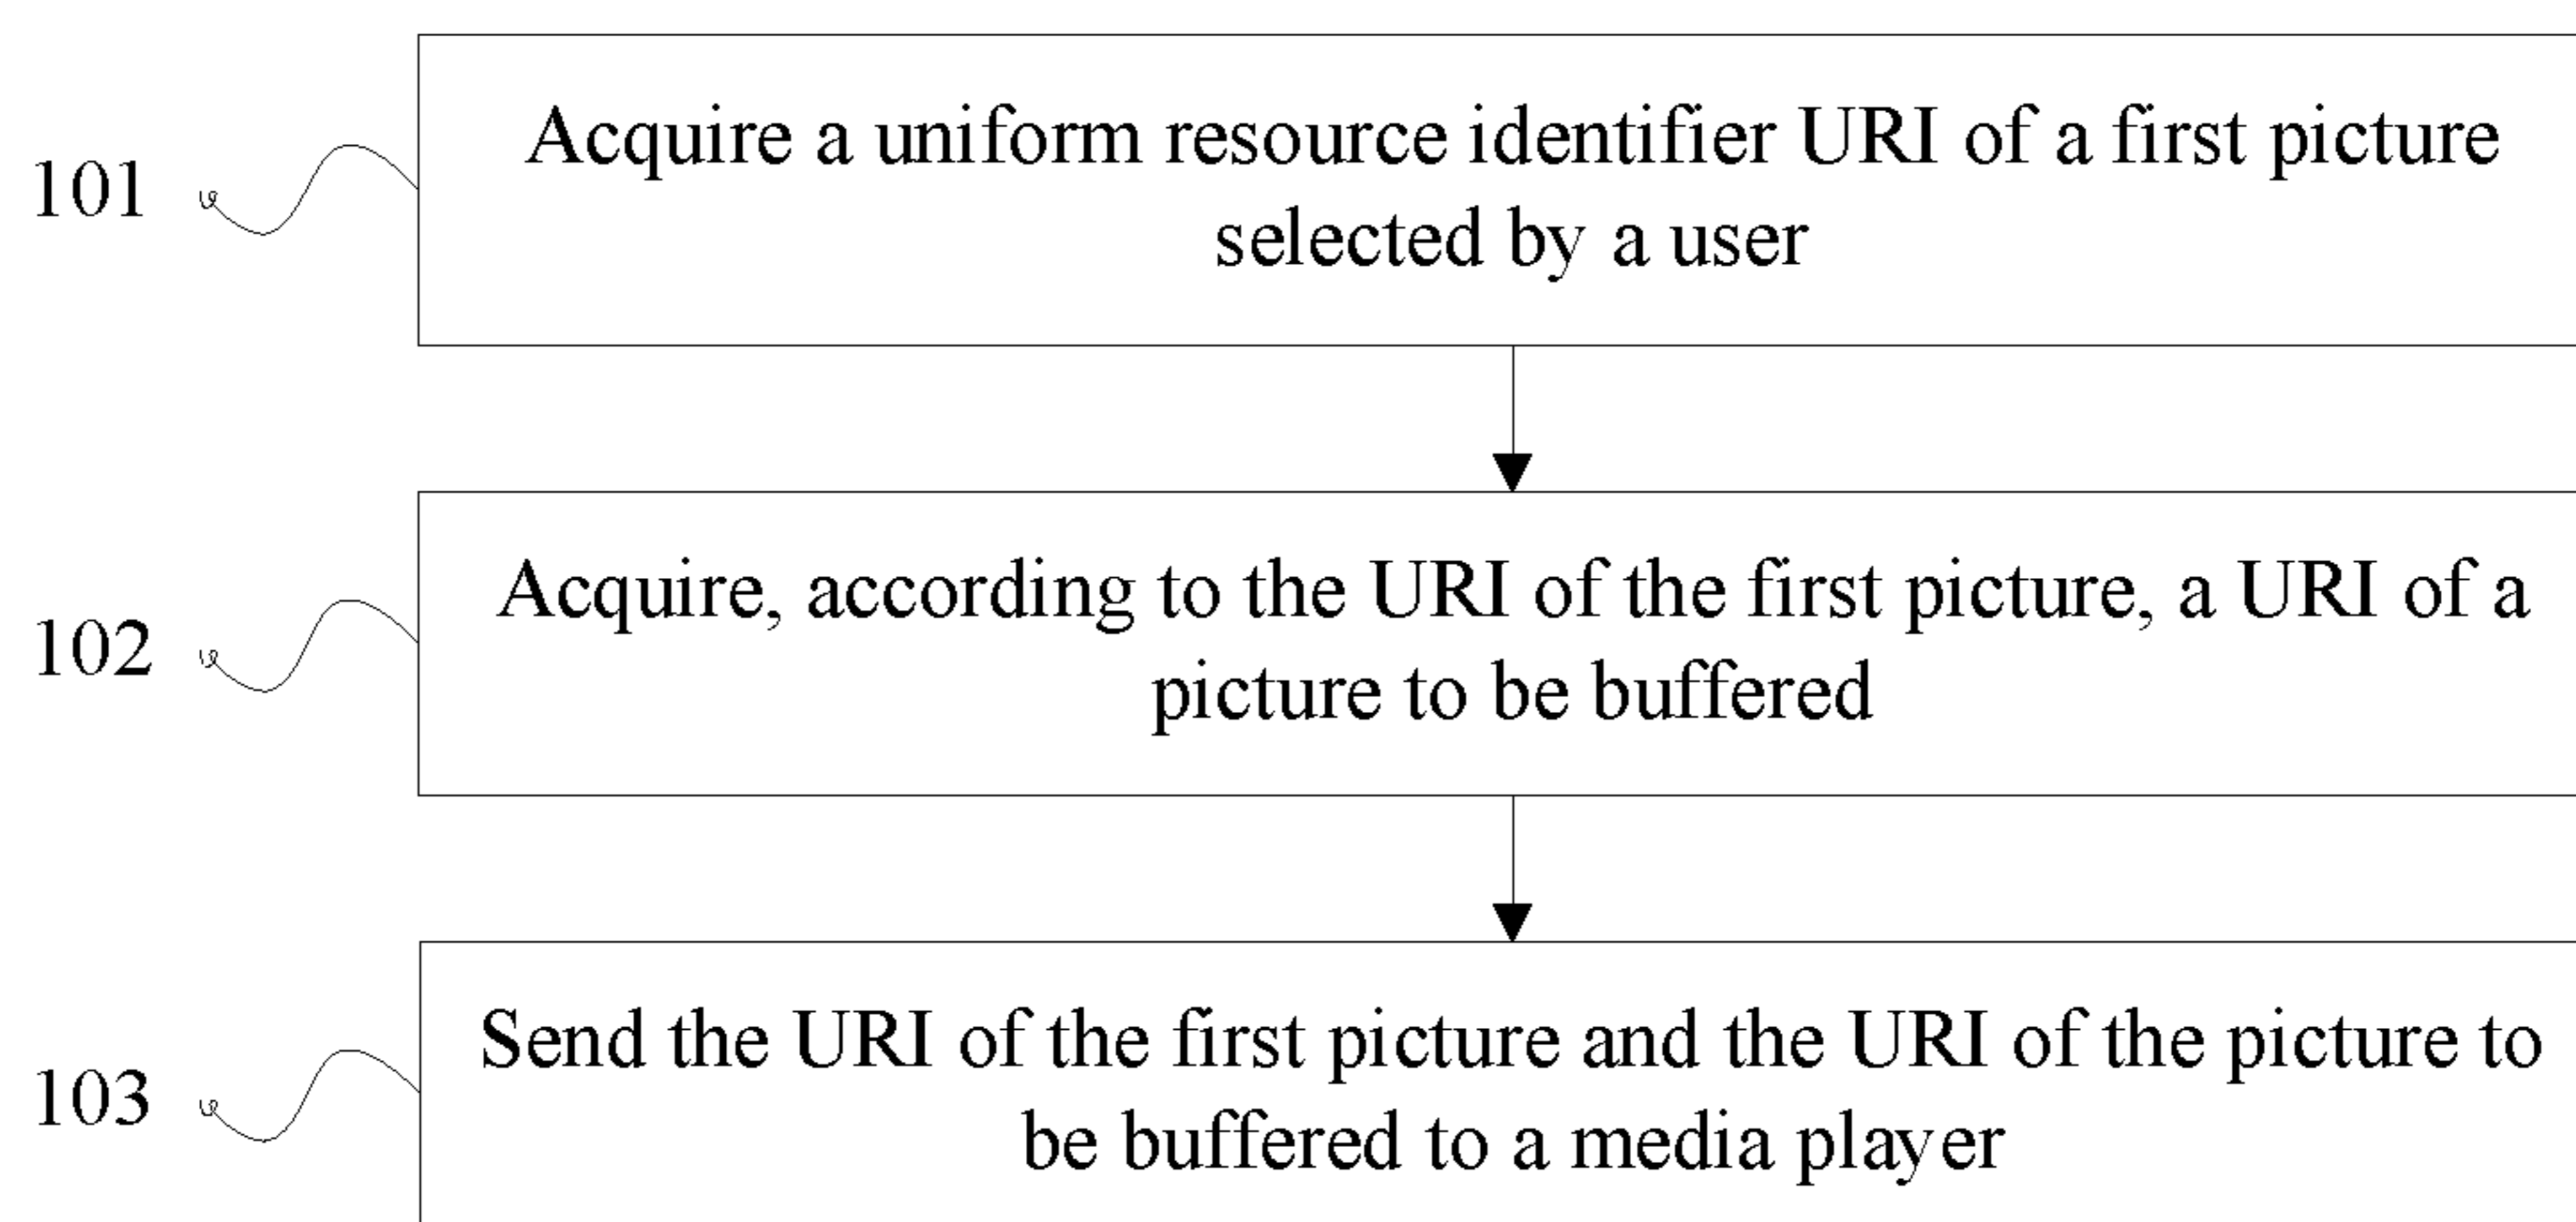 101
Acquire a uniform resource identifier URI of a first picture
selected by a user
102
Acquire, according to the URI of the first picture, a URI of a
picture to be buffered
103
Send the URI of the first picture and the URI of the picture to
be buffered to a media player